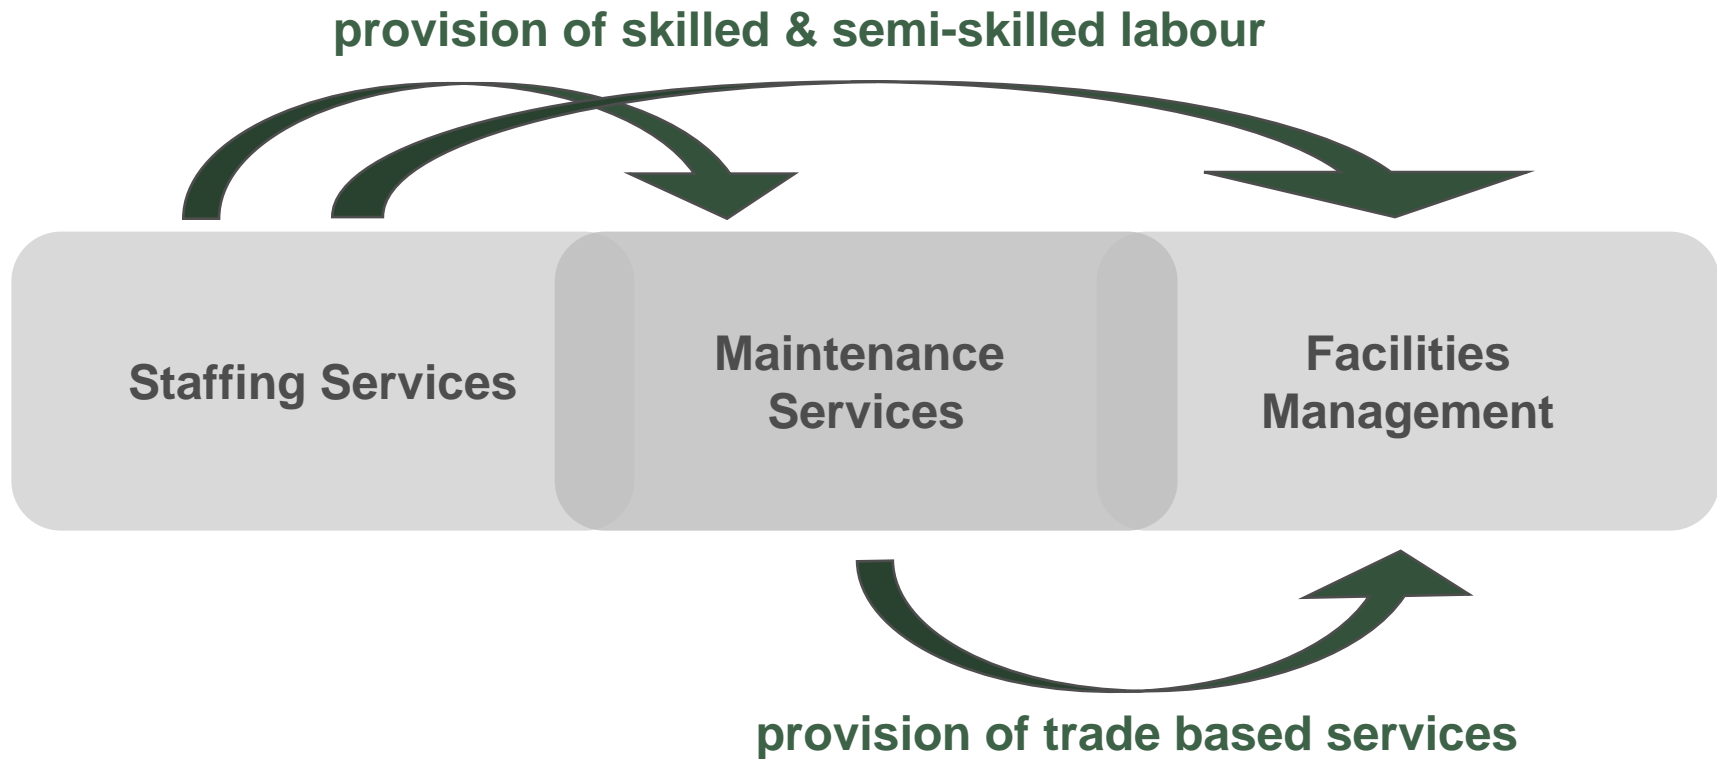 provision of skilled & semi-skilled labour
Staffing Services
Maintenance
Services
Facilities
Management
provision of trade based services